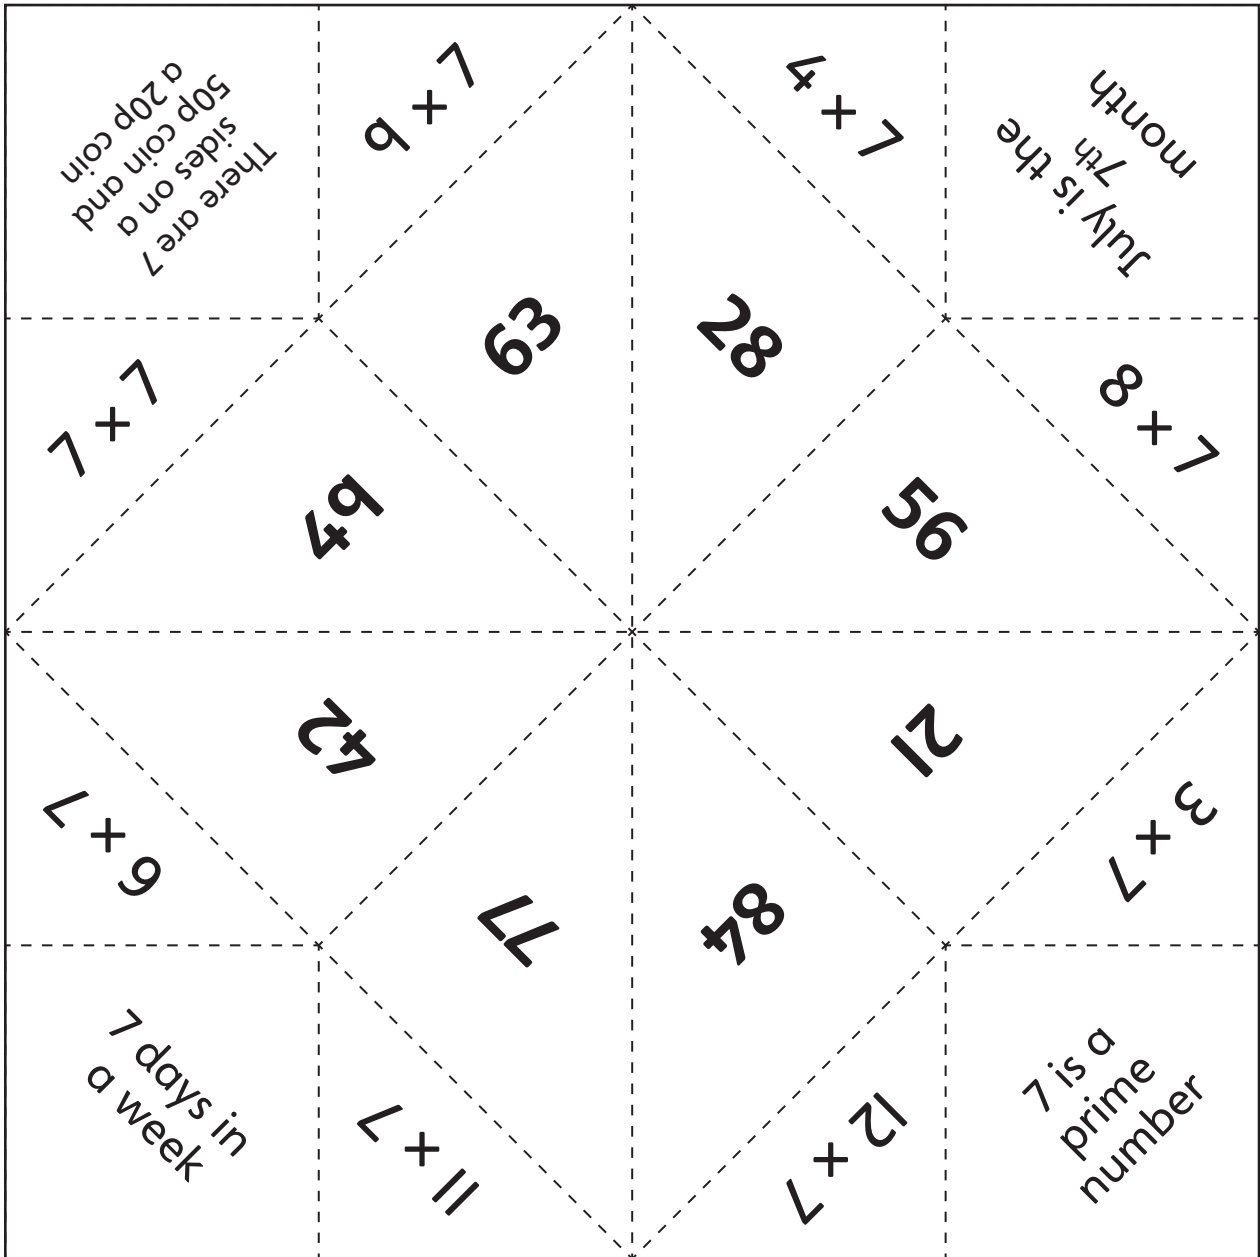 There are 7
sides on a
50p coin and
a 20p coin
9 × 7
4 × 7
July is the
7th
month
63
28
7 × 7
8 × 7
49
56
42
21
6 × 7
3 × 7
77
84
7 days in
a week
11 × 7
12 × 7
7 is a
prime
number